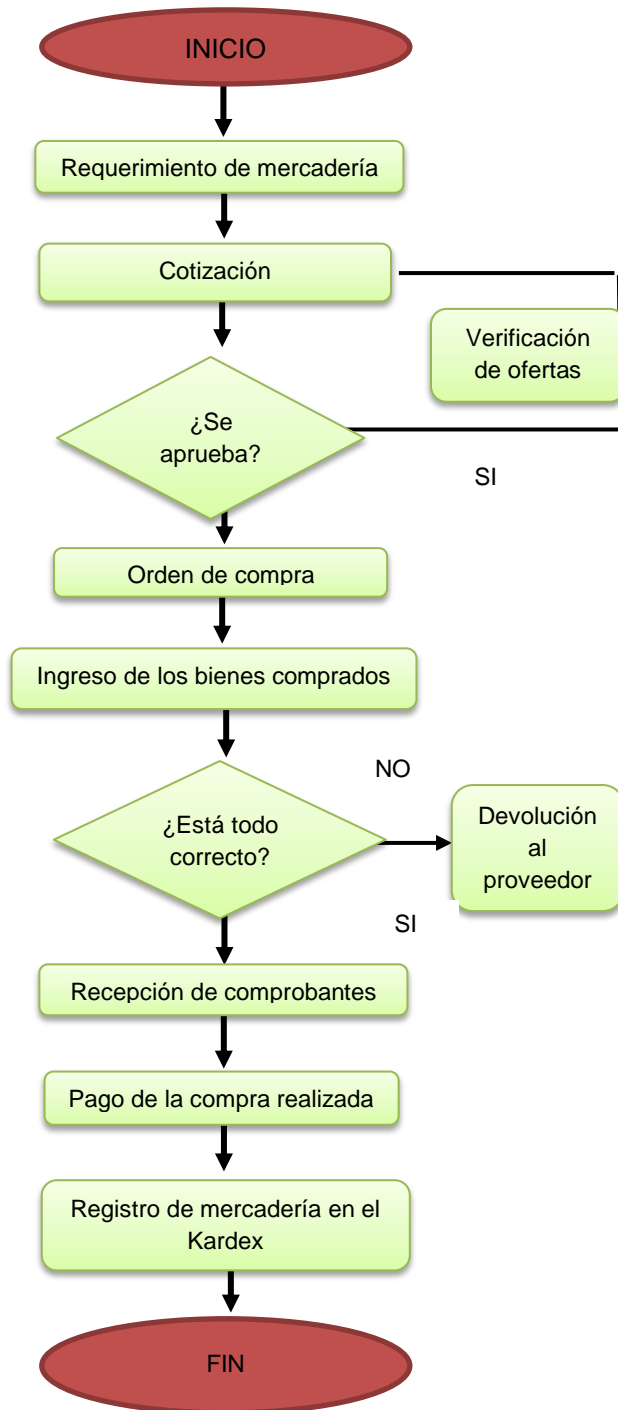 INICIO
Requerimiento de mercadería
Cotización
Verificación
de ofertas
¿Se
aprueba?
SI
Orden de compra
Ingreso de los bienes comprados
NO
¿Está todo
correcto?
Devolución
al
proveedor
SI
Recepción de comprobantes
Pago de la compra realizada
Registro de mercadería en el
Kardex
FIN